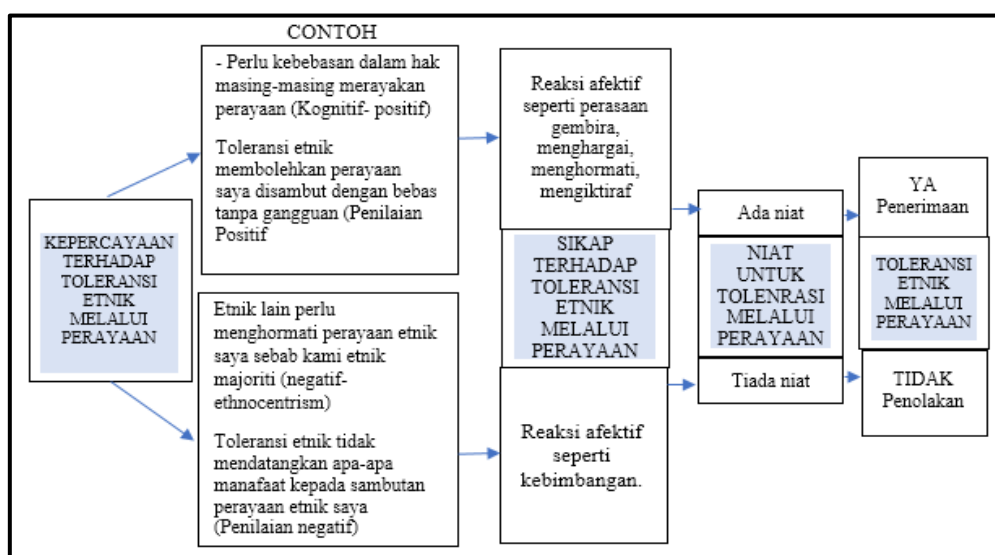 CONTOH
KEPERCAYAAN
TERHADAP
TOLERANSI
ETNIK
MELALUI
PERAYAAN
- Perlu kebebasan dalam hak
masing-masing merayakan
perayaan (Kognitif- positif)
Toleransi etnik
membolehkan perayaan
saya disambut dengan bebas
tanpa gangguan (Penilaian
Positif
Etnik lain perlu
menghormati perayaan etnik
saya sebab kami etnik
majoriti (negatif-
ethnocentrism)
Toleransi etnik tidak
mendatangkan apa-apa
manafaat kepada sambutan
perayaan etnik saya
(Penilaian negatif)
Reaksi afektif
seperti perasaan
gembira,
menghargai,
menghormati,
mengiktiraf
SIKAP
TERHADAP
TOLERANSI
ETNIK
MELALUI
PERAYAAN
Reaksi afektif
seperti
kebimbangan.
Ada niat
NIAT
UNTUK
TOLENRASI
MELALUI
PERAYAAN
Tiada niat
YA
Penerimaan
TOLERANSI
ETNIK
MELALUI
PERAYAAN
TIDAK
Penolakan